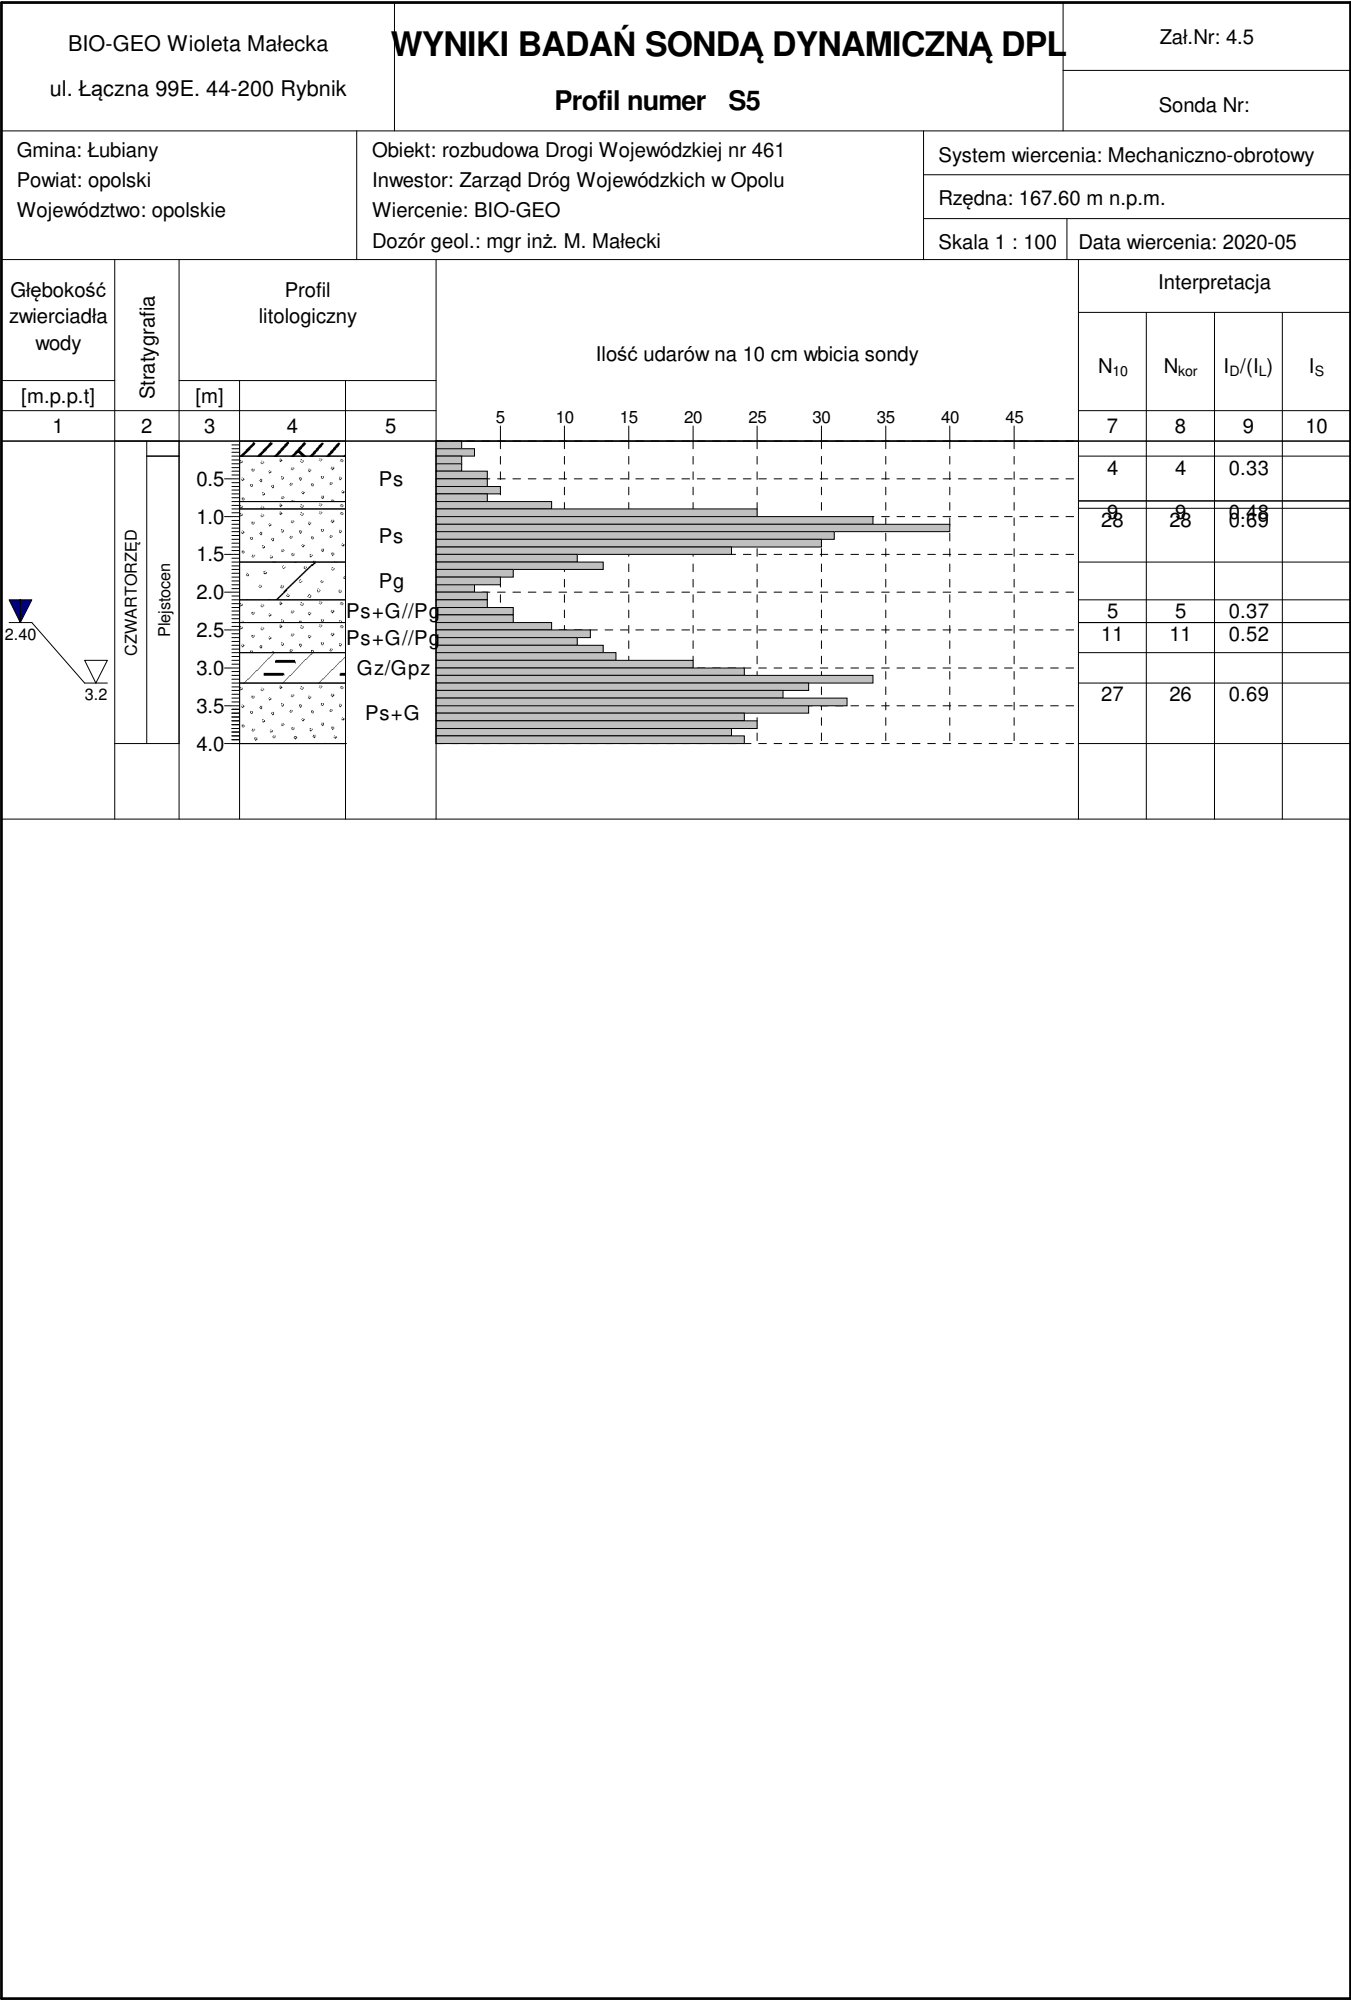 BIO-GEO Wioleta Małecka
ul. Łączna 99E. 44-200 Rybnik
WYNIKI BADAŃ SONDĄ DYNAMICZNĄ DPL
Profil numer S5
Zał.Nr: 4.5
Sonda Nr:
Gmina: Łubiany
Powiat: opolski
Województwo: opolskie
Obiekt: rozbudowa Drogi Wojewódzkiej nr 461
Inwestor: Zarząd Dróg Wojewódzkich w Opolu
Wiercenie: BIO-GEO
Dozór geol.: mgr inż. M. Małecki
System wiercenia: Mechaniczno-obrotowy
Rzędna: 167.60 m n.p.m.
Skala 1 : 100
Data wiercenia: 2020-05
Głębokość
zwierciadła
wody
[m.p.p.t]
Stratygrafia
Profil
litologiczny
[m]
Ilość udarów na 10 cm wbicia sondy
Interpretacja
N10 Nkor ID/(IL) IS
5 10 15 20 25 30 35 40 45
1 2 3 4 5 7 8 9 10
0.5 Ps 4 4 0.33
1.0 9 9 0.48
28 28 0.69
Ps
1.5
Pg
2.0
Ps+G//Pg 5 5 0.37
2.5 Ps+G//Pg 11 11 0.52
3.0 Gz/Gpz
27 26 0.69
3.5 Ps+G
4.0
2.40
3.2
CZWARTORZĘD
Plejstocen